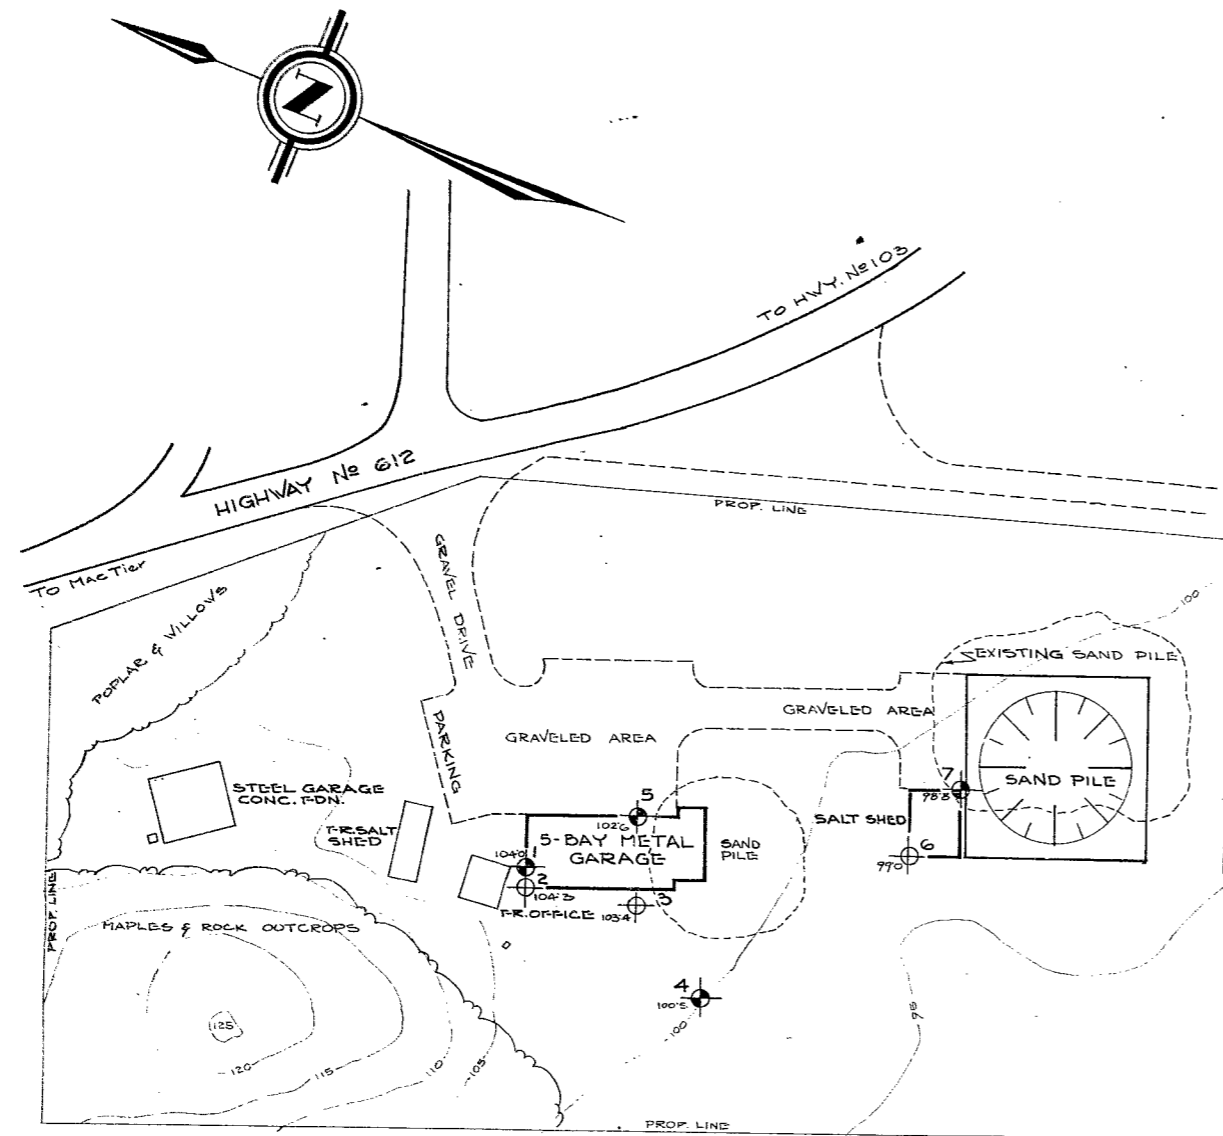 N
TO HWY. No 103
HIGHWAY No 612
PROP. LINE
TO MacTier
GRAVEL DRIVE
POPLAR & WILLOWS
100
EXISTING SAND PILE
PARKING
GRAVELED AREA
GRAVELED AREA
STEEL GARAGE
CONC. FDN.
SAND PILE
7
98.8
5
102.6
SALT SHED
FR. SALT
SHED
5-BAY METAL
GARAGE
SAND
PILE
104.0
1
6
99.0
2
104.3
3
103.4
FR. OFFICE
PROP. LINE
MAPLES & ROCK OUTCROPS
4
100.5
100
95
125
120
115
110
105
PROP. LINE